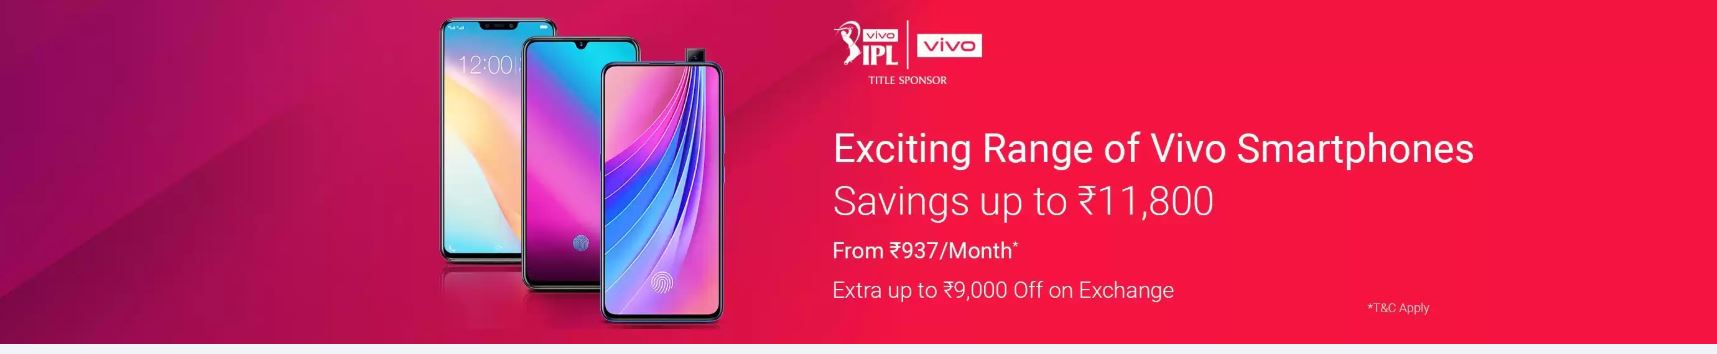 12:00
vivo
IPL
vivo
TITLE SPONSOR
Exciting Range of Vivo Smartphones
Savings up to ₹11,800
From ₹937/Month*
Extra up to ₹9,000 Off on Exchange
*T&C Apply